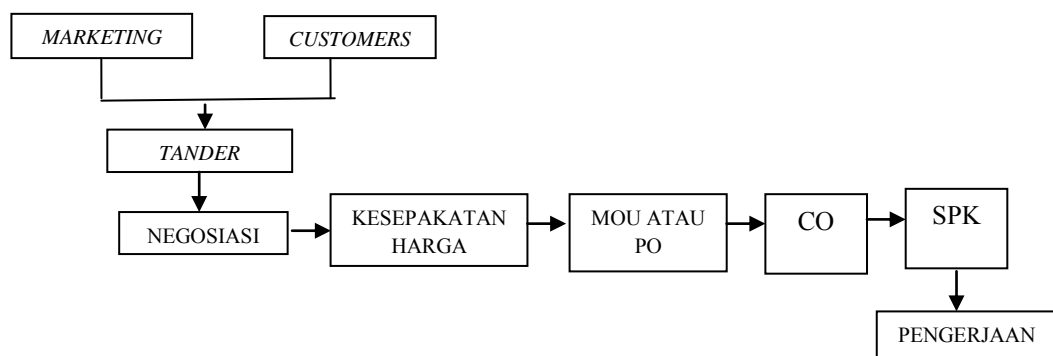 MARKETING
CUSTOMERS
TANDER
NEGOSIASI
KESEPAKATAN
HARGA
MOU ATAU
PO
CO
SPK
PENGERJAAN